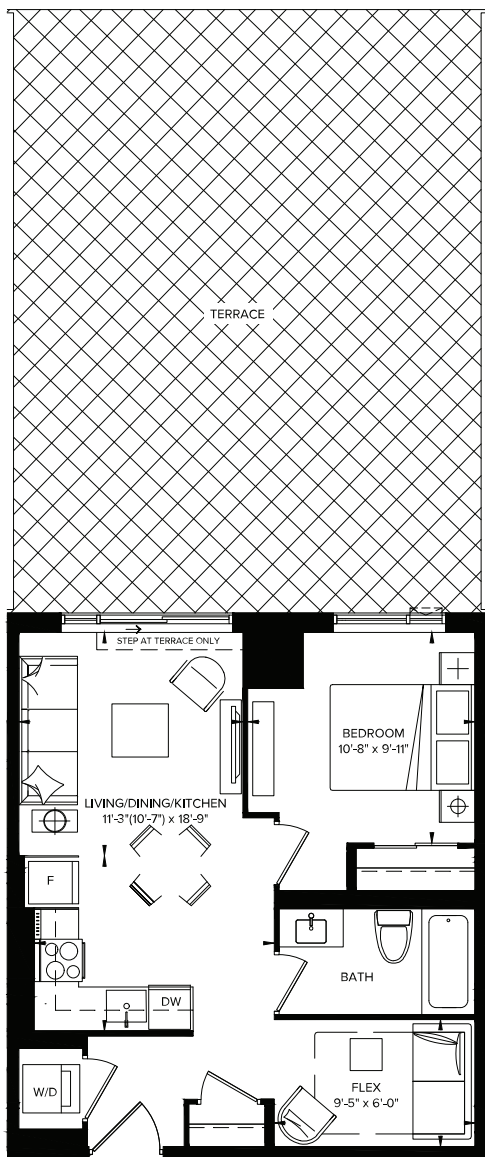 TERRACE
STEP AT TERRACE ONLY
BEDROOM
10'-8" x 9'-11"
LIVING/DINING/KITCHEN
11'-3"(10'-7") x 18'-9"
F
BATH
DW
W/D
FLEX
9'-5" x 6'-0"